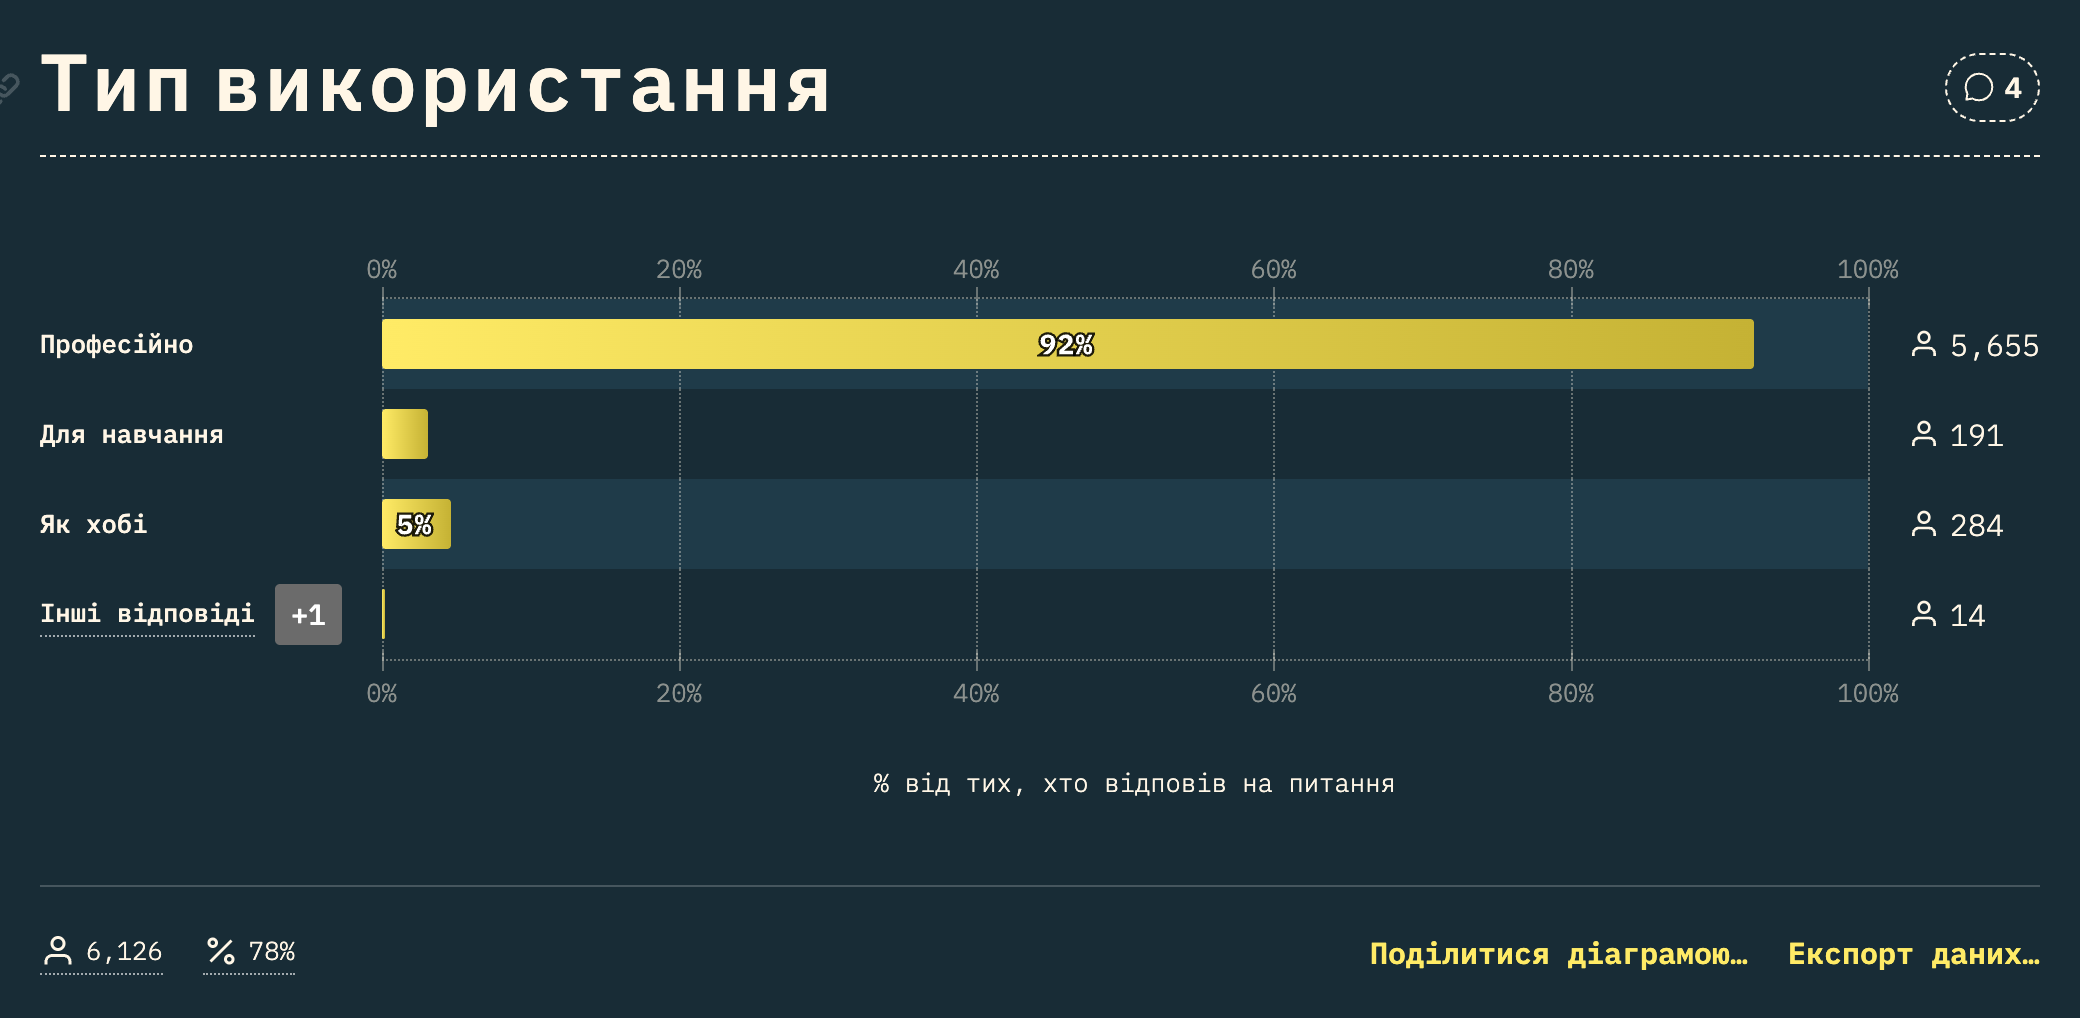 Тип використання
4
0% 20% 40% 60% 80% 100%
Професійно 92% 5,655
Для навчання 191
Як хобі 5% 284
Інші відповіді +1 14
0% 20% 40% 60% 80% 100%
% від тих, хто відповів на питання
6,126 78% Поділитися діаграмою… Експорт даних…